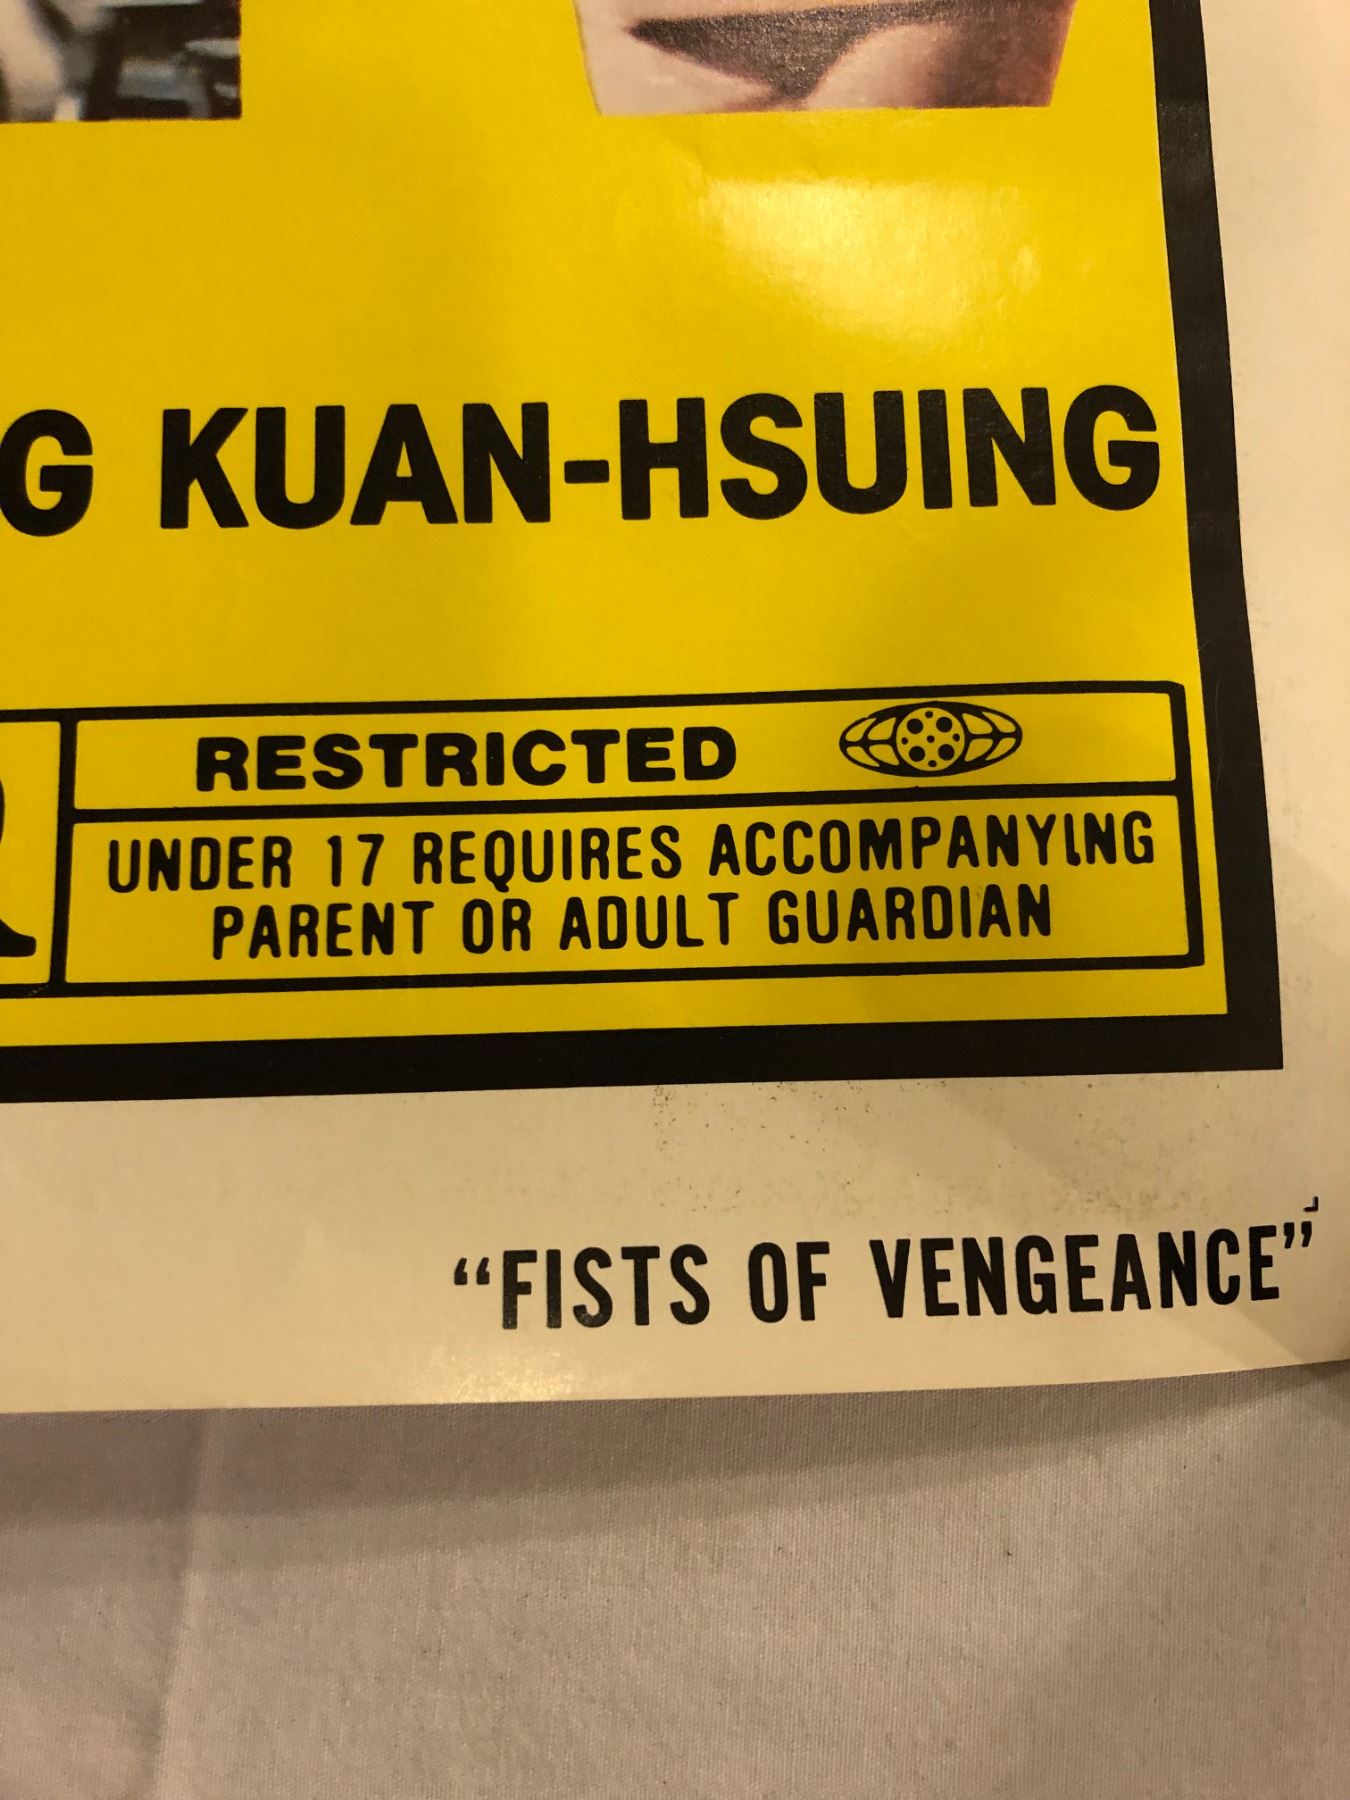 G KUAN-HSUING
R RESTRICTED
UNDER 17 REQUIRES ACCOMPANYING
PARENT OR ADULT GUARDIAN
“FISTS OF VENGEANCE”